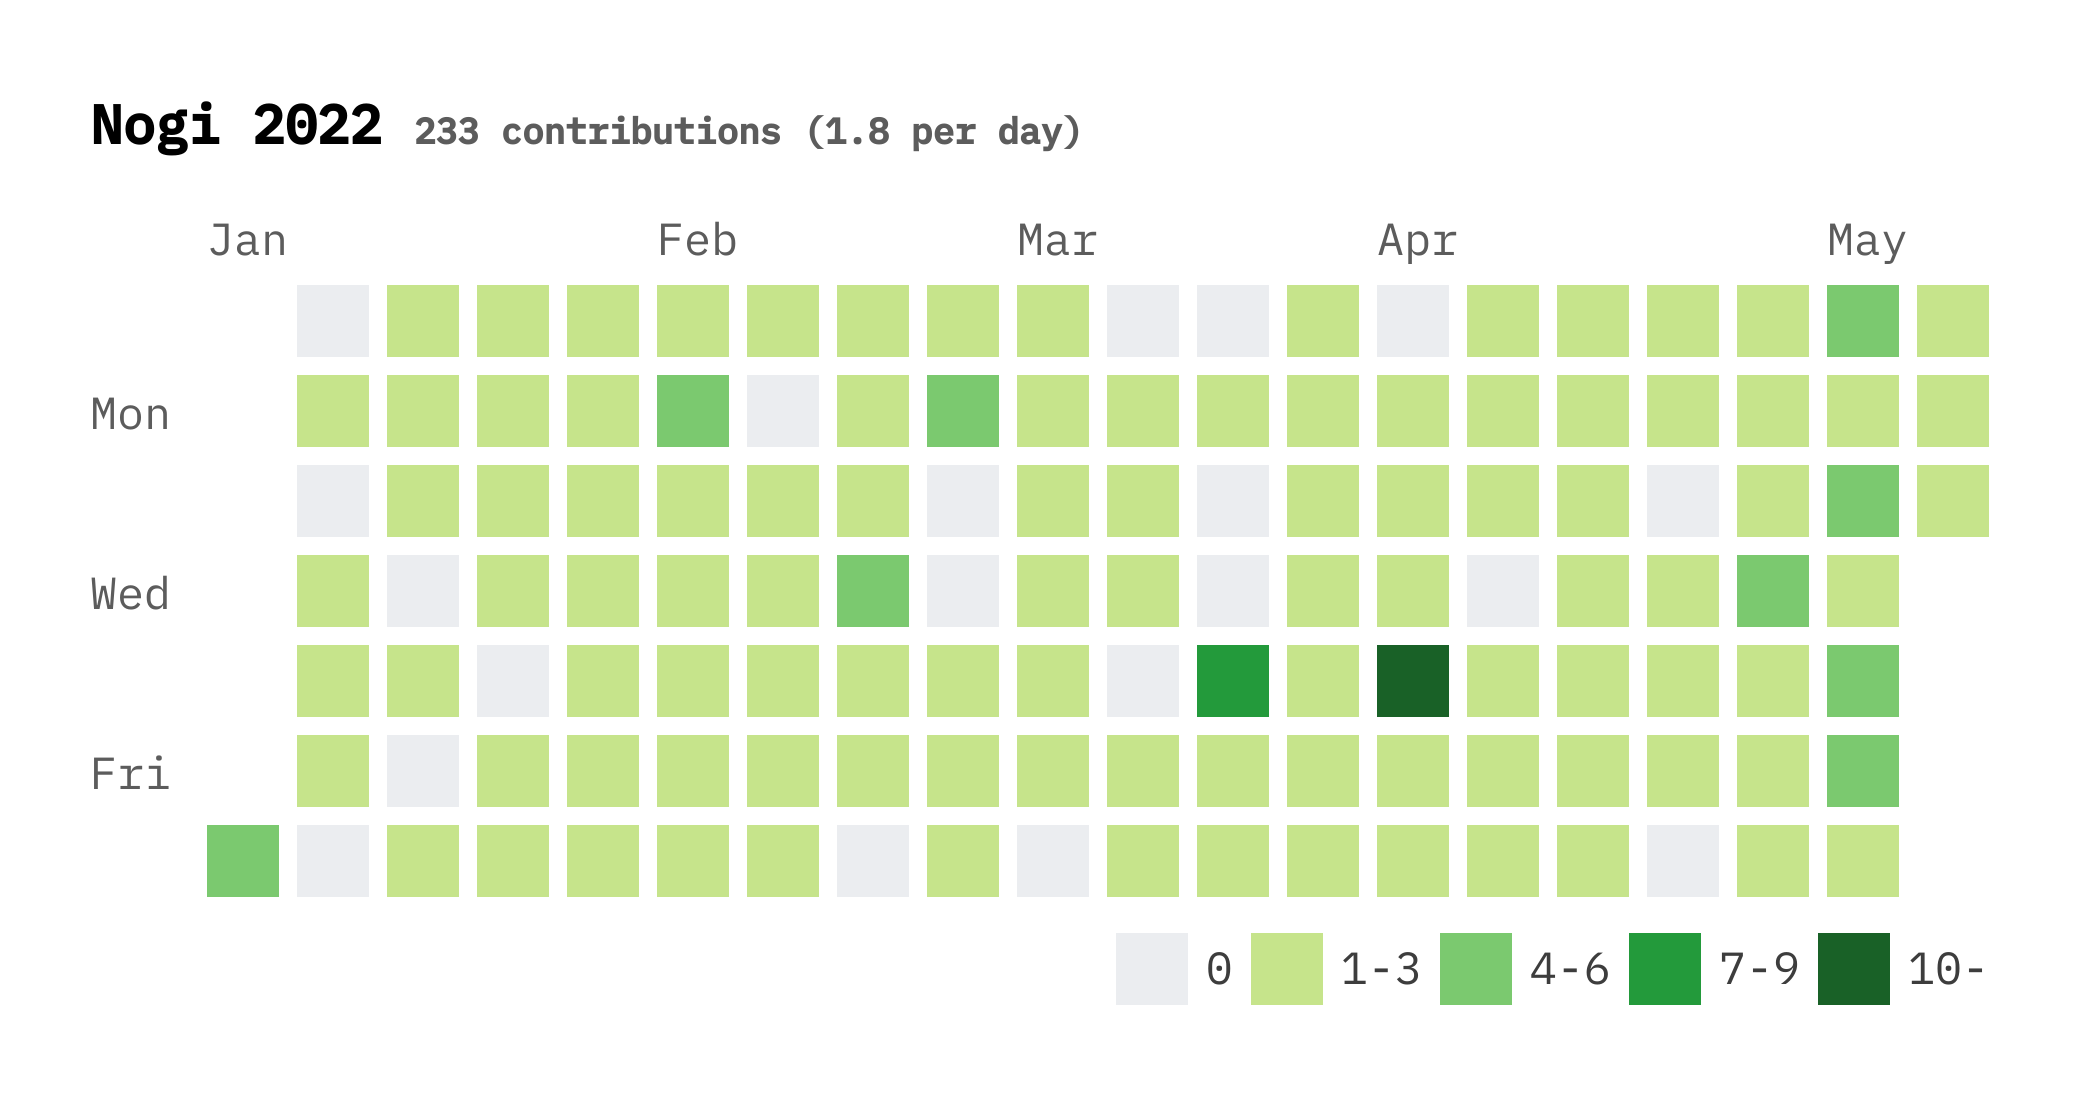 Nogi 2022 233 contributions (1.8 per day)
Jan Feb Mar Apr May
Mon
Wed
Fri
0 1-3 4-6 7-9 10-